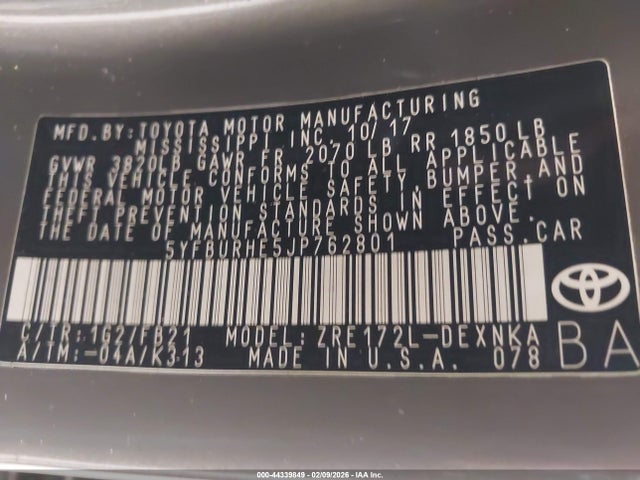 MFD.BY:TOYOTA MOTOR MANUFACTURING
MISSISSIPPI INC. 10/17
GVWR 3820LB GAWR FR 2070 LB RR 1850 LB
THIS VEHICLE CONFORMS TO ALL APPLICABLE
FEDERAL MOTOR VEHICLE SAFETY,BUMPER,AND
THEFT PREVENTION STANDARDS IN EFFECT ON
THE DATE OF MANUFACTURE SHOWN ABOVE.
5YFBURHE5JP762801 PASS.CAR
C/TR:1G27/FB21 MODEL:ZRE172L-DEXNKA
A/TM:-04A/K313 MADE IN U.S.A. 078
BA
000-44339849 - 02/09/2026 - IAA Inc.